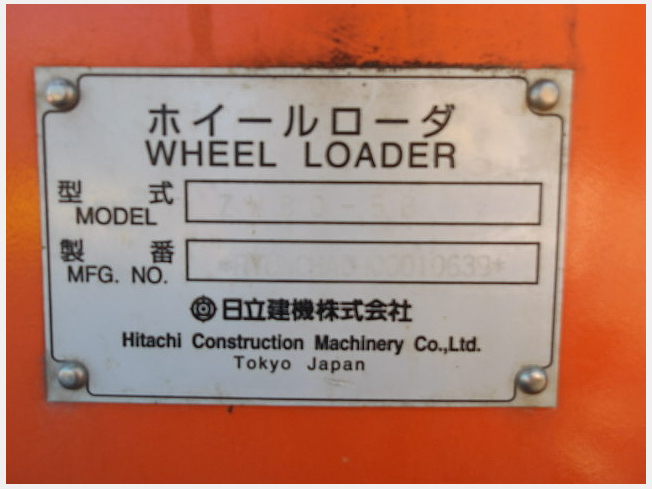 ホイールローダ
WHEEL LOADER
型 式
MODEL
製 番
MFG. NO.
日立建機株式会社
Hitachi Construction Machinery Co.,Ltd.
Tokyo Japan